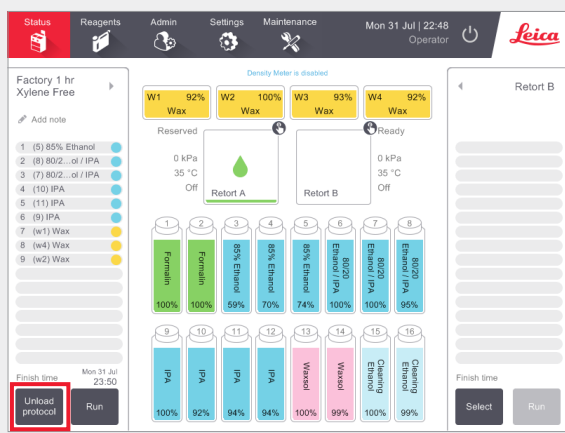 Status Reagents Admin Settings Maintenance Mon 31 Jul | 22:48
Operator
Leica
Factory 1 hr
Xylene Free
Add note
1 (5) 85% Ethanol
2 (8) 80/2...ol / IPA
3 (7) 80/2...ol / IPA
4 (10) IPA
5 (11) IPA
6 (9) IPA
7 (w1) Wax
8 (w4) Wax
9 (w2) Wax
Finish time Mon 31 Jul
23:50
Unload
protocol
Run
Density Meter is disabled
W1 92%
Wax
W2 100%
Wax
W3 93%
Wax
W4 92%
Wax
Reserved
0 kPa
35 °C
Off
Retort A
Retort B
Ready
0 kPa
35 °C
Off
1
Formalin
100%
2
Formalin
100%
3
85% Ethanol
59%
4
85% Ethanol
70%
5
85% Ethanol
74%
6
80/20
Ethanol / IPA
100%
7
80/20
Ethanol / IPA
100%
8
80/20
Ethanol / IPA
95%
9
IPA
100%
10
IPA
92%
11
IPA
94%
12
IPA
94%
13
Waxsol
100%
14
Waxsol
99%
15
Cleaning
Ethanol
100%
16
Cleaning
Ethanol
99%
Retort B
Finish time
Select
Run